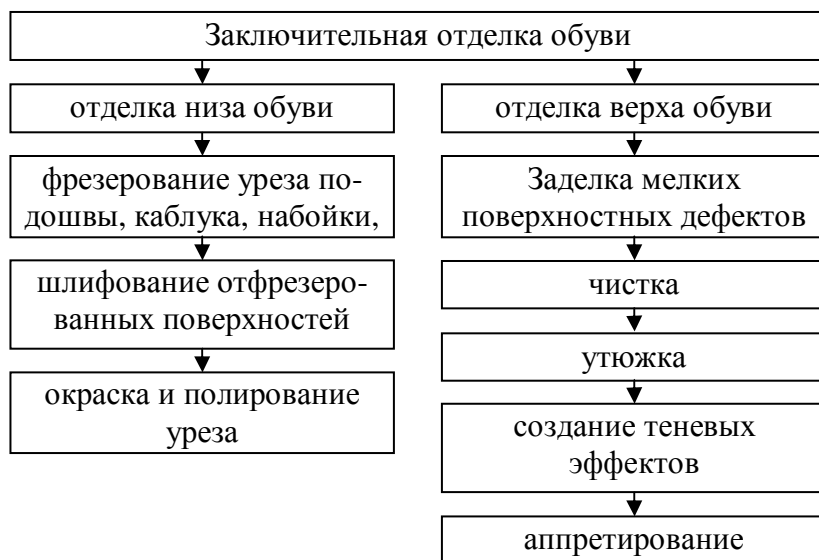 Заключительная отделка обуви
отделка низа обуви
фрезерование уреза по-
дошвы, каблука, набойки,
шлифование отфрезеро-
ванных поверхностей
окраска и полирование
уреза
отделка верха обуви
Заделка мелких
поверхностных дефектов
чистка
утюжка
создание теневых
эффектов
аппретирование